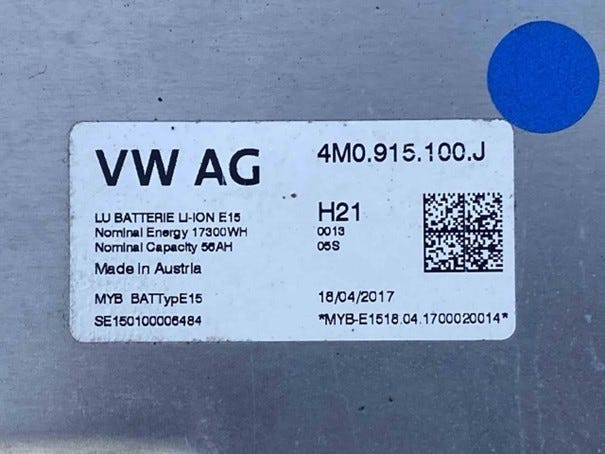 VW AG
4M0.915.100.J
LU BATTERIE LI-ION E15
Nominal Energy 17300WH
Nominal Capacity 56AH
Made in Austria
H21
0013
05S
MYB BATTypE15
SE150100006484
18/04/2017
*MYB-E1518.04.1700020014*